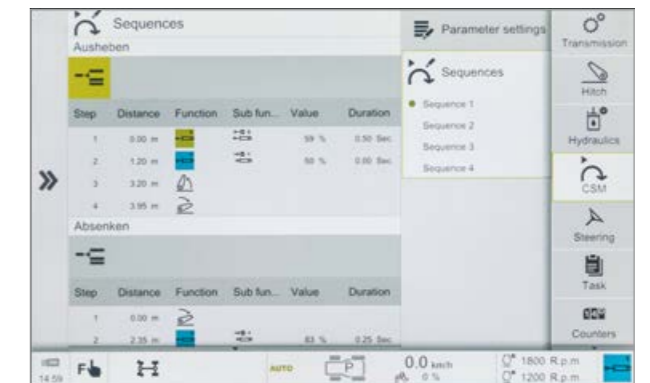 Sequences
Ausheben
Step Distance Function Sub fun... Value Duration
1 0.00 m 59 % 0.50 Sec.
2 1.20 m 50 % 0.80 Sec.
3 3.20 m
4 3.95 m
Absenken
Step Distance Function Sub fun... Value Duration
1 0.00 m
2 2.35 m 83 % 0.25 Sec.
Parameter settings
Sequences
Sequence 1
Sequence 2
Sequence 3
Sequence 4
Transmission
Hitch
Hydraulics
CSM
Steering
Task
Counters
14:59
F
AUTO
P
0.0 km/h
0 %
1800 R.p.m
1200 R.p.m